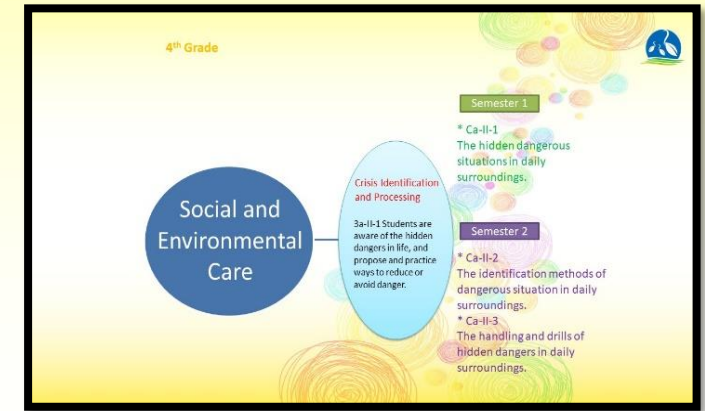 4th Grade
Social and
Environmental
Care
Crisis Identification
and Processing
3a-II-1 Students are
aware of the hidden
dangers in life, and
propose and practice
ways to reduce or
avoid danger.
Semester 1
* Ca-II-1
The hidden dangerous
situations in daily
surroundings.
Semester 2
* Ca-II-2
The identification methods of
dangerous situation in daily
surroundings.
* Ca-II-3
The handling and drills of
hidden dangers in daily
surroundings.